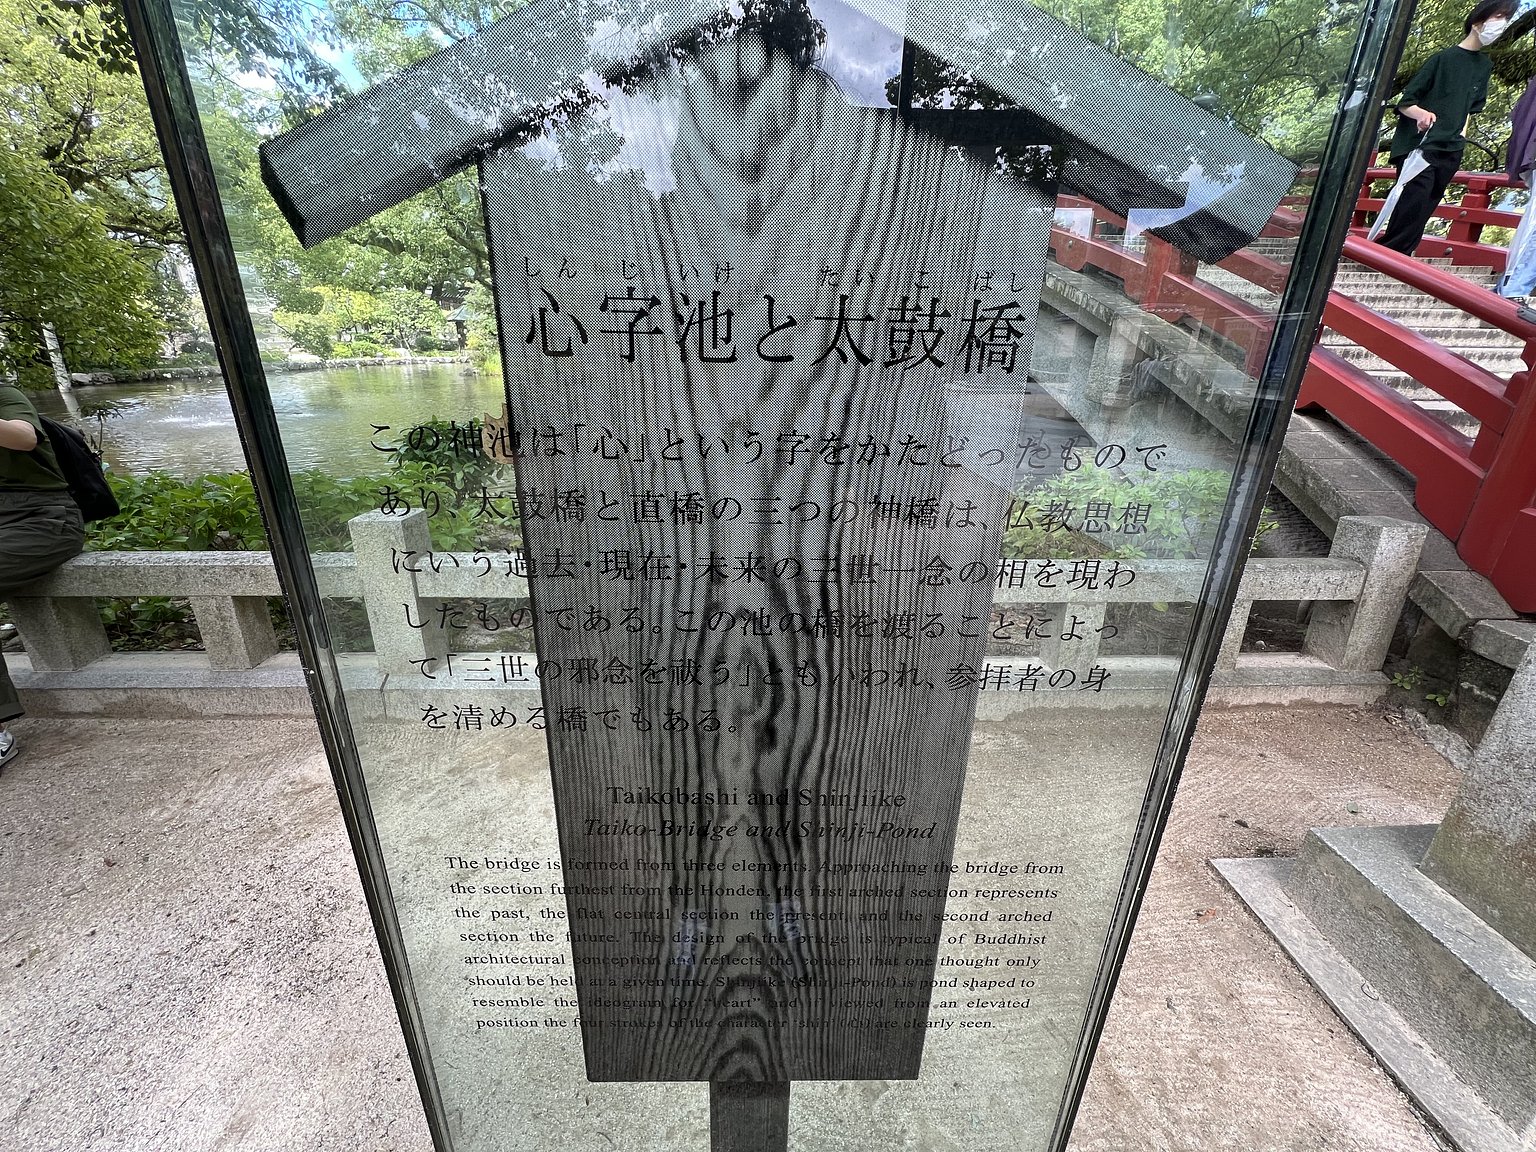 しんじいけ たいこばし
心字池と太鼓橋
この神池は「心」という字をかたどったもので
あり、太鼓橋と直橋の三つの神橋は、仏教思想
にいう過去・現在・未来の三世一念の相を現わ
したものである。この池の橋を渡ることによっ
て「三世の邪念を祓う」ともいわれ、参拝者の身
を清める橋でもある。
Taikobashi and Shinjiike
Taiko-Bridge and Shinji-Pond
The bridge is formed from three elements. Approaching the bridge from
the section furthest from the Honden, the first arched section represents
the past, the flat central section the present, and the second arched
section the future. The design of the bridge is typical of Buddhist
architectural conception and reflects the concept that one thought only
should be held at a given time. Shinjiike (Shinji-Pond) is pond shaped to
resemble the ideogram for "heart" and if viewed from an elevated
position the four strokes of the character 'shin' (心) are clearly seen.